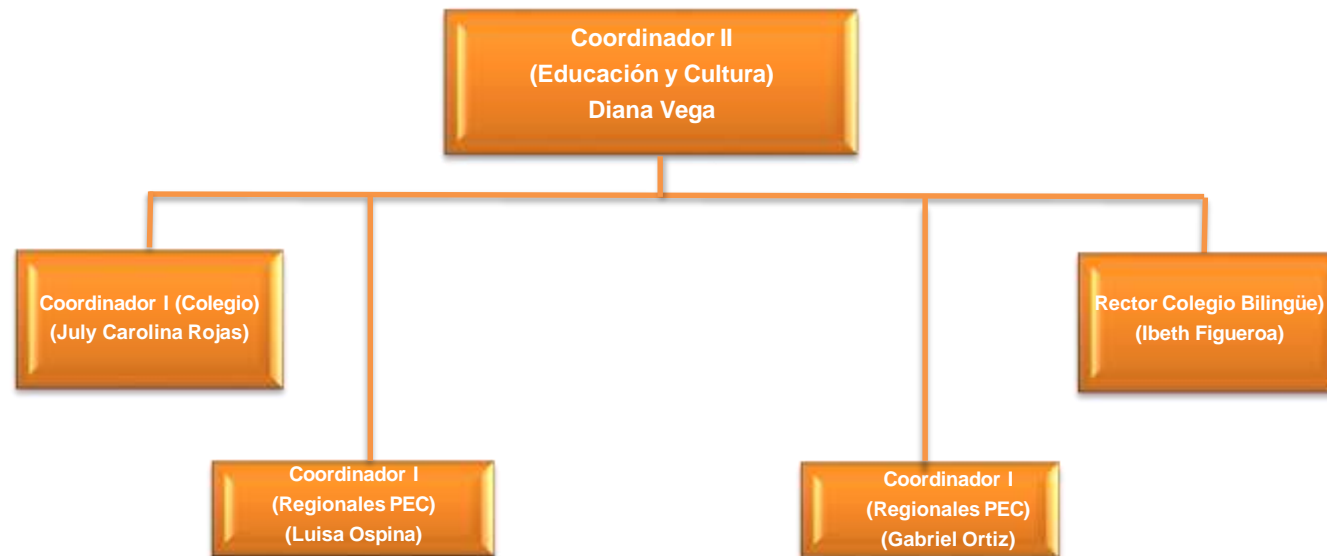 Coordinador II
(Educación y Cultura)
Diana Vega
Coordinador I (Colegio)
(July Carolina Rojas)
Rector Colegio Bilingüe)
(Ibeth Figueroa)
Coordinador I
(Regionales PEC)
(Luisa Ospina)
Coordinador I
(Regionales PEC)
(Gabriel Ortiz)